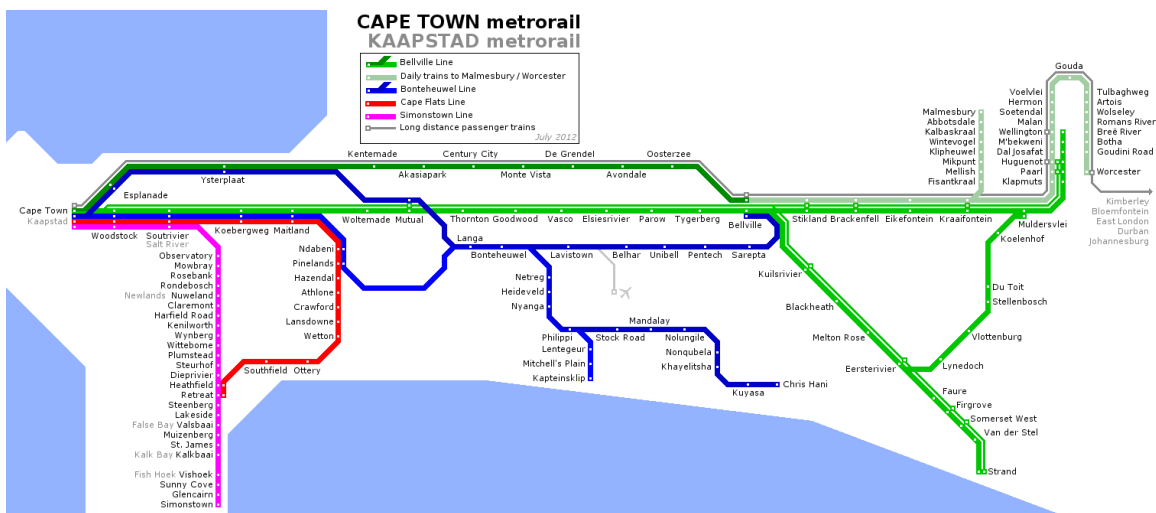 CAPE TOWN metrorail
KAAPSTAD metrorail
Bellville Line
Daily trains to Malmesbury / Worcester
Bonteheuwel Line
Cape Flats Line
Simonstown Line
Long distance passenger trains
July 2012
Gouda
Voelvlei
Hermon
Soetendal
Malan
Wellington
M'bekweni
Dal Josafat
Huguenot
Paarl
Klapmuts
Tulbaghweg
Artois
Wolseley
Romans River
Breë River
Botha
Goudini Road
Worcester
Malmesbury
Abbotsdale
Kalbaskraal
Wintevogel
Klipheuwel
Mikpunt
Mellish
Fisantkraal
Kimberley
Bloemfontein
East London
Durban
Johannesburg
Kentemade
Century City
De Grendel
Oosterzee
Akasiapark
Monte Vista
Avondale
Ysterplaat
Esplanade
Cape Town
Kaapstad
Woltemade
Mutual
Thornton
Goodwood
Vasco
Elsiesrivier
Parow
Tygerberg
Bellville
Stikland
Brackenfell
Eikefontein
Kraaifontein
Muldersvlei
Koelenhof
Du Toit
Stellenbosch
Vlottenburg
Lynedoch
Woodstock
Soutrivier
Salt River
Koebergweg
Maitland
Ndabeni
Pinelands
Hazendal
Athlone
Crawford
Lansdowne
Wetton
Ottery
Southfield
Langa
Bonteheuwel
Lavistown
Belhar
Unibell
Pentech
Sarepta
Netreg
Heideveld
Nyanga
Philippi
Lentegeur
Mitchell's Plain
Kapteinsklip
Stock Road
Mandalay
Nolungile
Nonqubela
Khayelitsha
Kuyasa
Chris Hani
Kuilsrivier
Blackheath
Melton Rose
Eersterivier
Faure
Firgrove
Somerset West
Van der Stel
Strand
Observatory
Mowbray
Rosebank
Rondebosch
Newlands Nuweland
Claremont
Harfield Road
Kenilworth
Wynberg
Wittebome
Plumstead
Steurhof
Dieprivier
Heathfield
Retreat
Steenberg
Lakeside
False Bay Valsbaai
Muizenberg
St. James
Kalk Bay Kalkbaai
Fish Hoek Vishoek
Sunny Cove
Glencairn
Simonstown